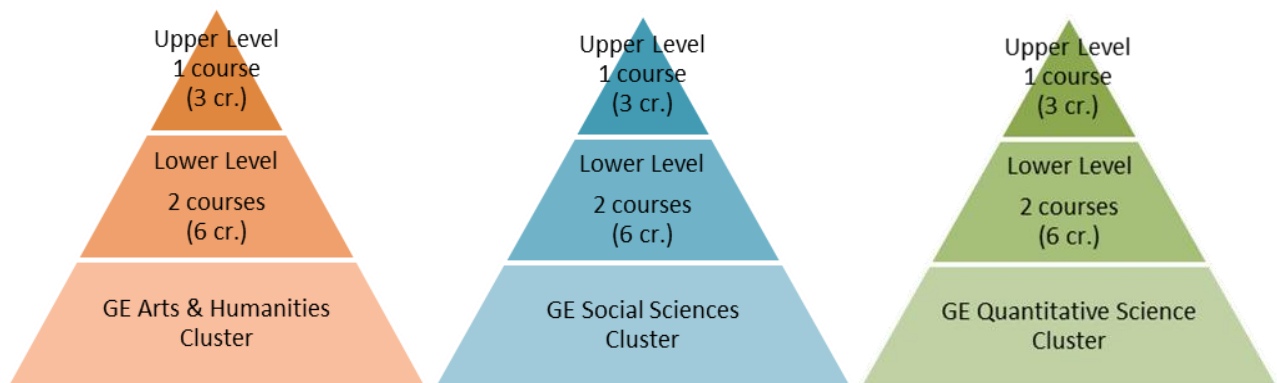 Upper Level
1 course
(3 cr.)
Lower Level
2 courses
(6 cr.)
GE Arts & Humanities
Cluster
Upper Level
1 course
(3 cr.)
Lower Level
2 courses
(6 cr.)
GE Social Sciences
Cluster
Upper Level
1 course
(3 cr.)
Lower Level
2 courses
(6 cr.)
GE Quantitative Science
Cluster